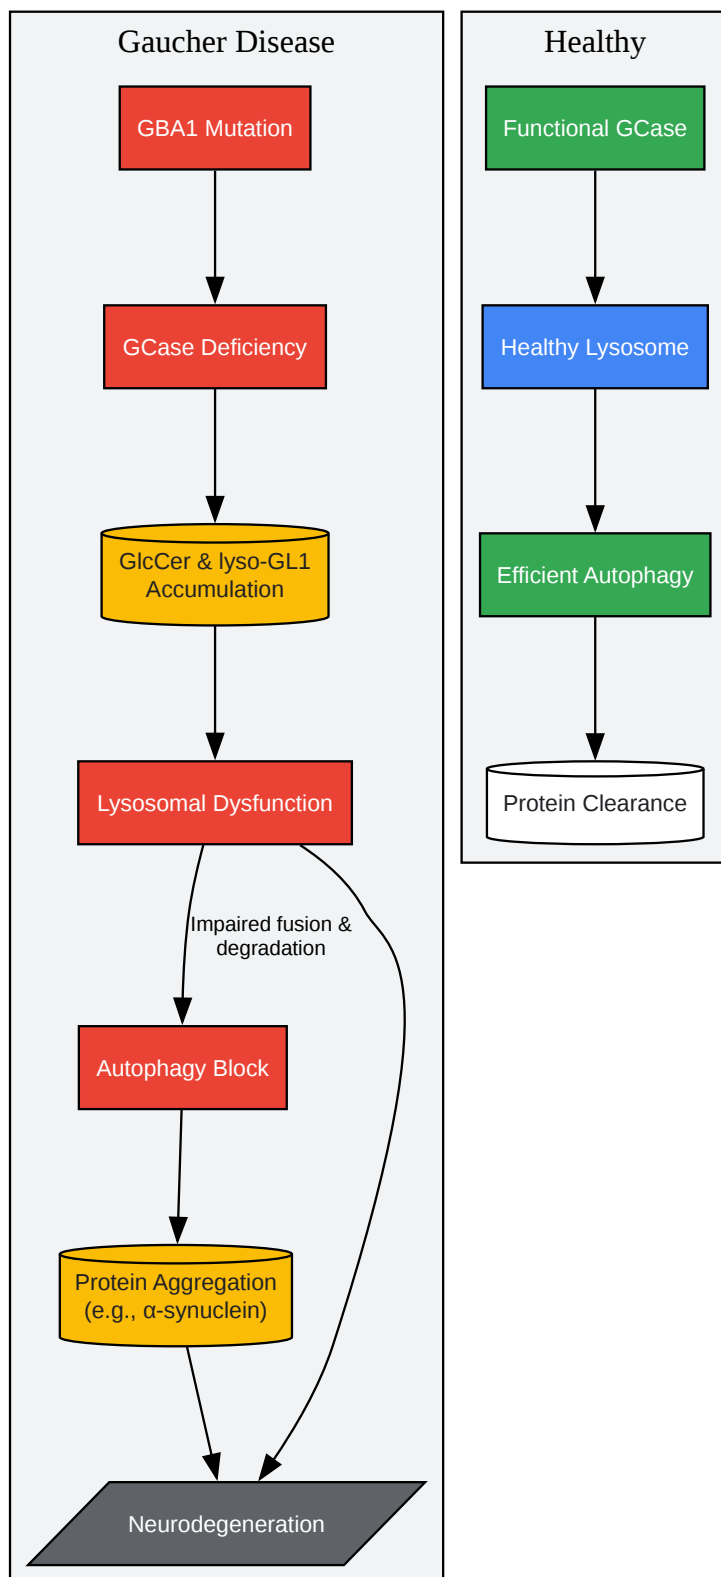 Gaucher Disease
GBA1 Mutation
GCase Deficiency
GlcCer & lyso-GL1
Accumulation
Lysosomal Dysfunction
Impaired fusion &
degradation
Autophagy Block
Protein Aggregation
(e.g., α-synuclein)
Neurodegeneration
Healthy
Functional GCase
Healthy Lysosome
Efficient Autophagy
Protein Clearance